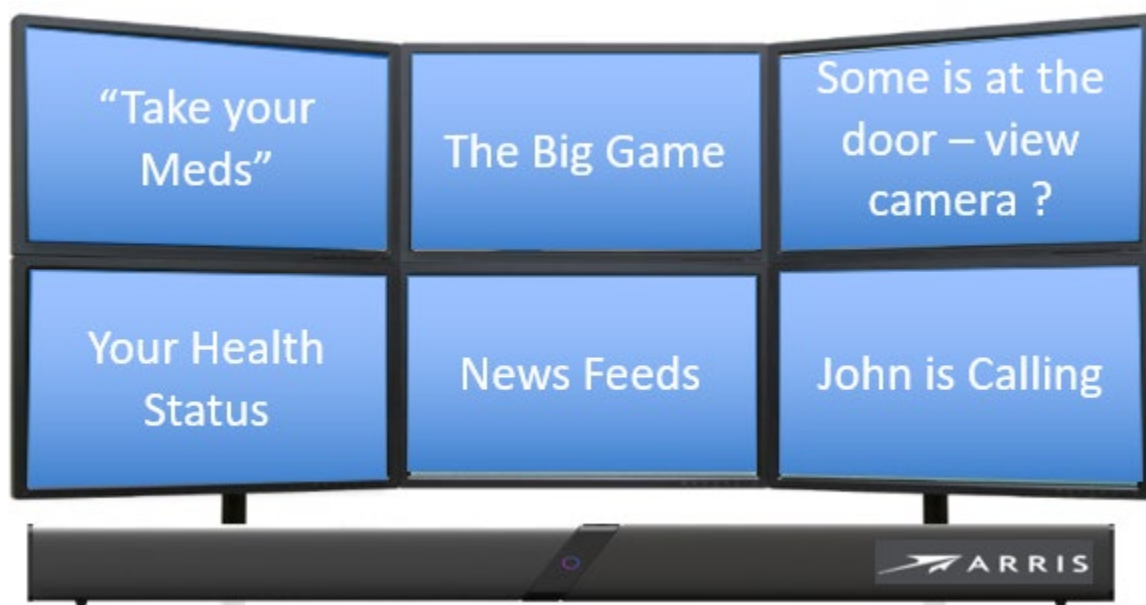 “Take your
Meds”
The Big Game
Some is at the
door – view
camera ?
Your Health
Status
News Feeds
John is Calling
ARRIS